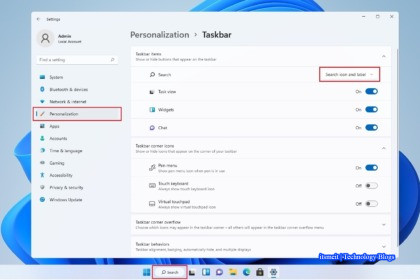 Settings
Admin
Local Account
Find a setting
System
Bluetooth & devices
Network & internet
Personalization
Apps
Accounts
Time & language
Gaming
Accessibility
Privacy & security
Windows Update
Personalization > Taskbar
Taskbar items
Show or hide buttons that appear on the taskbar
Search
Search icon and label
Task view
On
Widgets
On
Chat
On
Taskbar corner icons
Show or hide icons that appear on the corner of your taskbar
Pen menu
Show pen menu icon when pen is in use
On
Touch keyboard
Always show touch keyboard icon
Off
Virtual touchpad
Always show virtual touchpad icon
Off
Taskbar corner overflow
Choose which icons may appear in the taskbar corner - all others will appear in the taskbar corner overflow menu
Taskbar behaviors
Taskbar alignment, badging, automatically hide, and multiple displays
Search